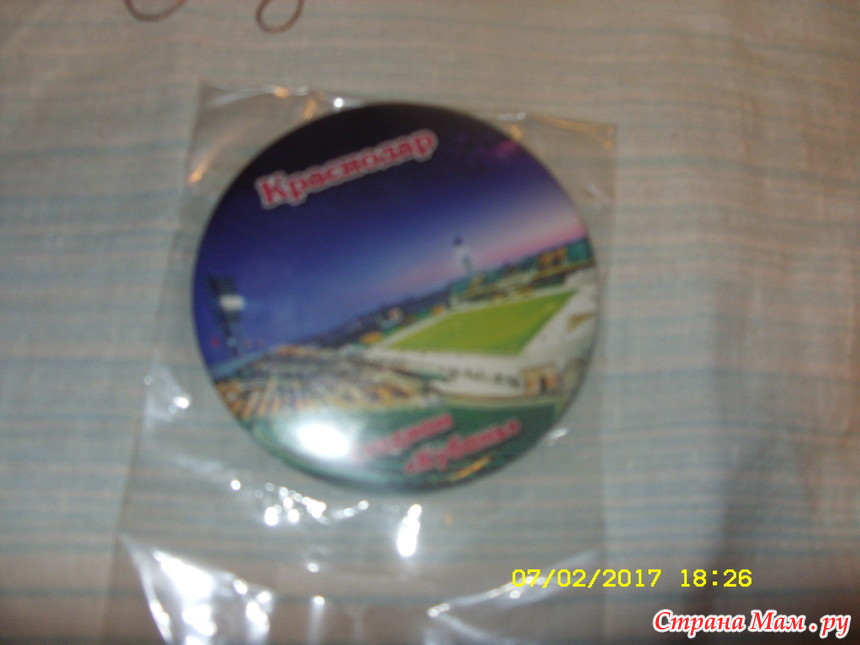 Краснодар
«Кубань»
07/02/2017 18:26
Страна Мам.ру